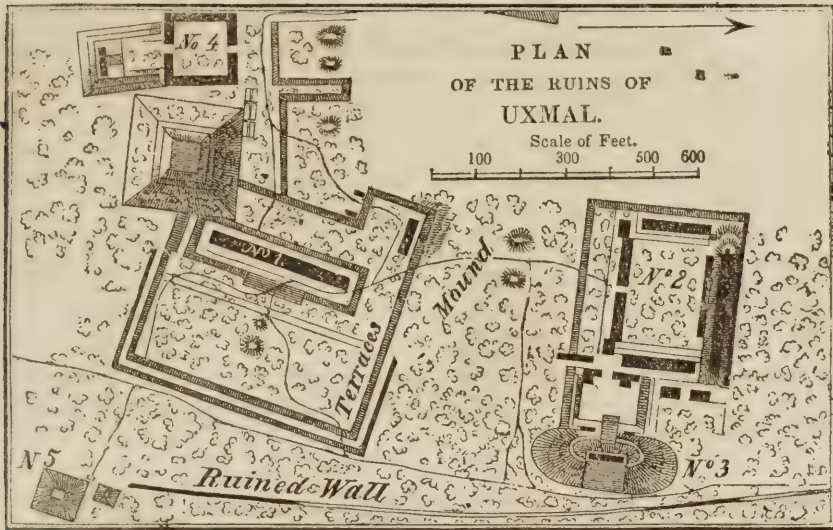 PLAN
OF THE RUINS OF
UXMAL.
Scale of Feet.
100 300 500 600
No 4
No 1
Terraces
Mound
No 2
No 3
N 5
Ruined Wall